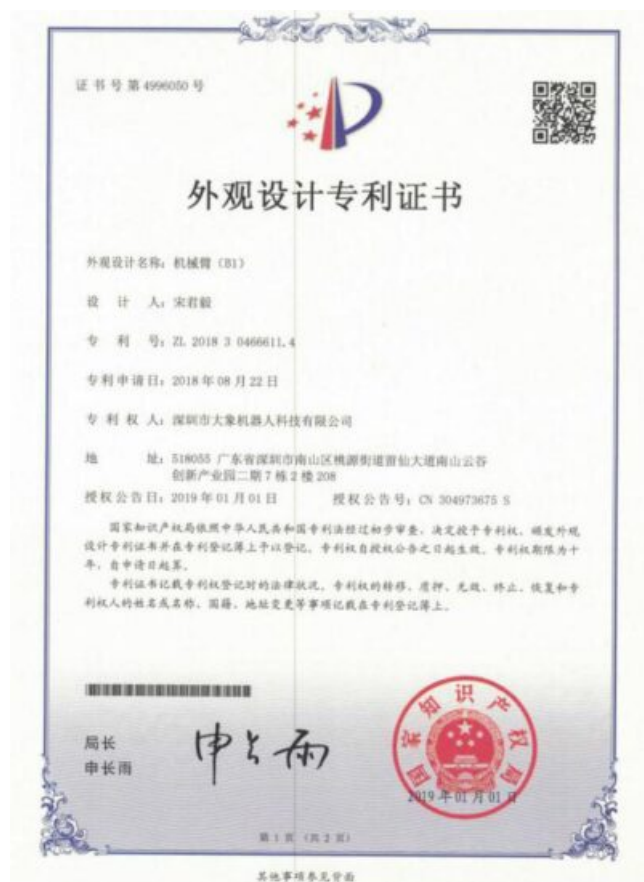 证书号第4996050号
外观设计专利证书
外观设计名称：机械臂（B1）
设 计 人：宋君毅
专 利 号：ZL 2018 3 0466611.4
专利申请日：2018年08月22日
专 利 权 人：深圳市大象机器人科技有限公司
地 址：518055 广东省深圳市南山区桃源街道留仙大道南山云谷
创新产业园二期7栋2楼208
授权公告日：2019年01月01日 授权公告号：CN 304973675 S
国家知识产权局依照中华人民共和国专利法经过初步审查，决定授予专利权，颁发外观
设计专利证书并在专利登记簿上予以登记。专利权自授权公告之日起生效。专利权期限为十
年，自申请日起算。
专利证书记载专利权登记时的法律状况。专利权的转移、质押、无效、终止、恢复和专
利权人的姓名或名称、国籍、地址变更等事项记载在专利登记簿上。
局长
申长雨
申长雨
国家知识产权局
2019年01月01日
第 1 页 （共 2 页）
其他事项参见背面